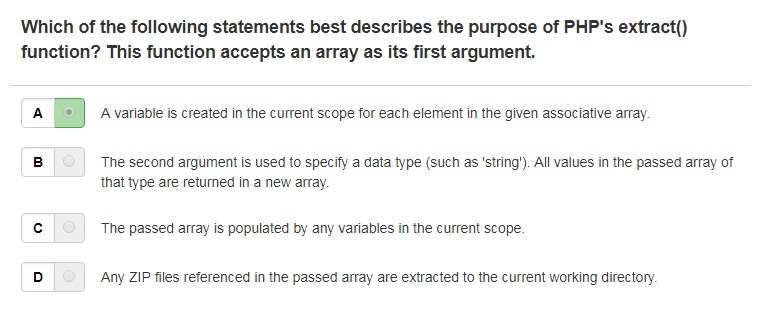 Which of the following statements best describes the purpose of PHP's extract()
function? This function accepts an array as its first argument.
A A variable is created in the current scope for each element in the given associative array.
B The second argument is used to specify a data type (such as 'string'). All values in the passed array of
that type are returned in a new array.
C The passed array is populated by any variables in the current scope.
D Any ZIP files referenced in the passed array are extracted to the current working directory.